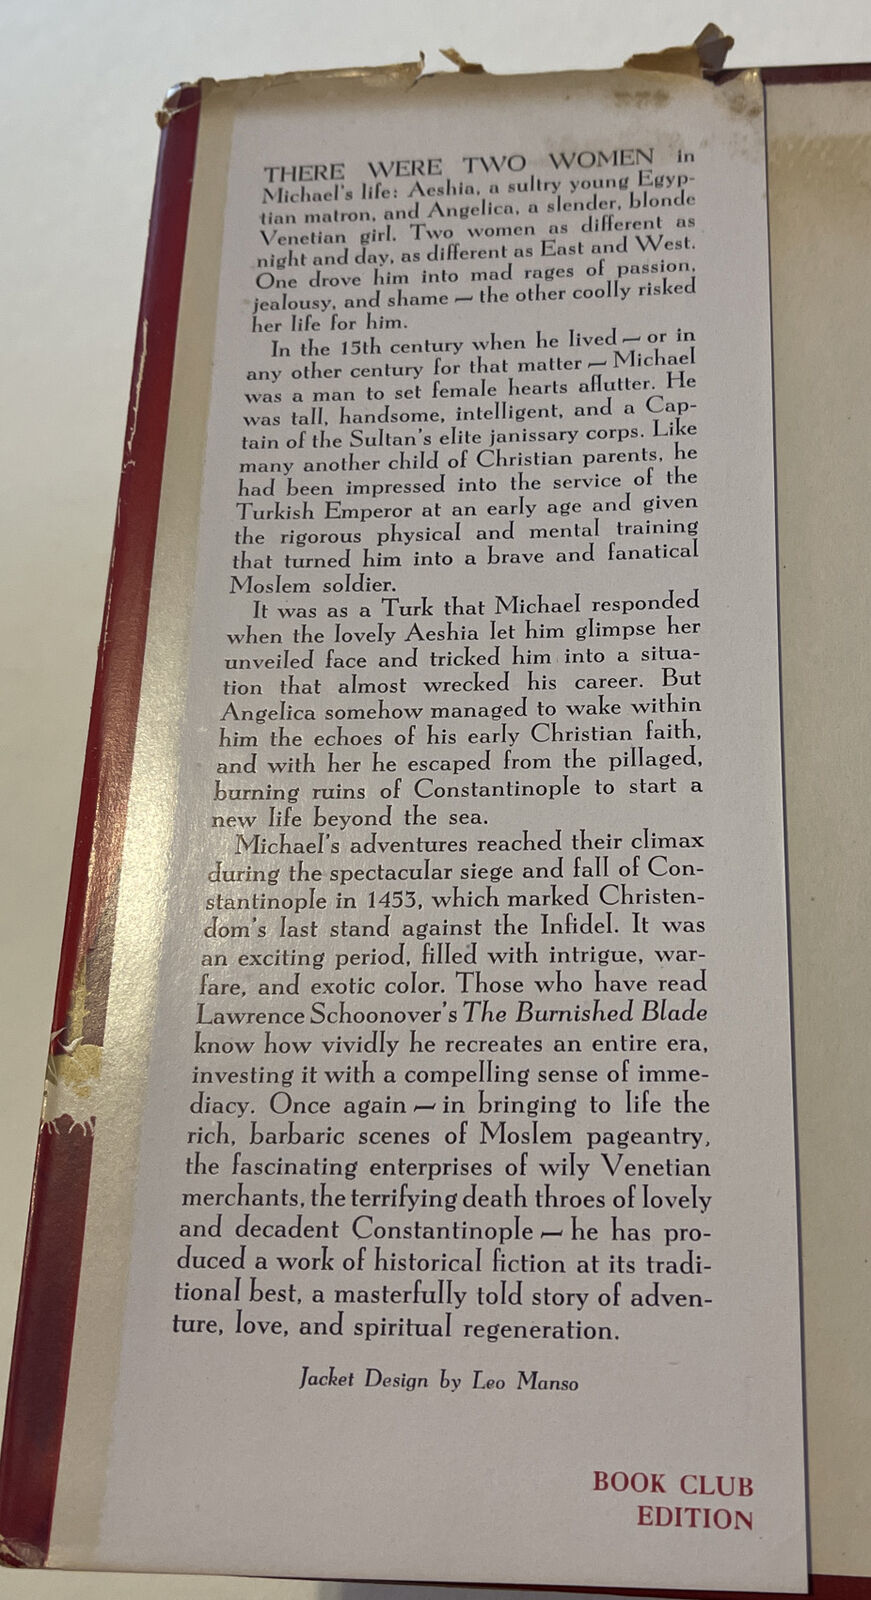 THERE WERE TWO WOMEN in
Michael's life: Aeshia, a sultry young Egyp-
tian matron, and Angelica, a slender, blonde
Venetian girl. Two women as different as
night and day, as different as East and West.
One drove him into mad rages of passion,
jealousy, and shame — the other coolly risked
her life for him.
In the 15th century when he lived — or in
any other century for that matter — Michael
was a man to set female hearts aflutter. He
was tall, handsome, intelligent, and a Cap-
tain of the Sultan's elite janissary corps. Like
many another child of Christian parents, he
had been impressed into the service of the
Turkish Emperor at an early age and given
the rigorous physical and mental training
that turned him into a brave and fanatical
Moslem soldier.
It was as a Turk that Michael responded
when the lovely Aeshia let him glimpse her
unveiled face and tricked him into a situa-
tion that almost wrecked his career. But
Angelica somehow managed to wake within
him the echoes of his early Christian faith,
and with her he escaped from the pillaged,
burning ruins of Constantinople to start a
new life beyond the sea.
Michael's adventures reached their climax
during the spectacular siege and fall of Con-
stantinople in 1453, which marked Christen-
dom's last stand against the Infidel. It was
an exciting period, filled with intrigue, war-
fare, and exotic color. Those who have read
Lawrence Schoonover's The Burnished Blade
know how vividly he recreates an entire era,
investing it with a compelling sense of imme-
diacy. Once again — in bringing to life the
rich, barbaric scenes of Moslem pageantry,
the fascinating enterprises of wily Venetian
merchants, the terrifying death throes of lovely
and decadent Constantinople — he has pro-
duced a work of historical fiction at its tradi-
tional best, a masterfully told story of adven-
ture, love, and spiritual regeneration.
Jacket Design by Leo Manso
BOOK CLUB
EDITION